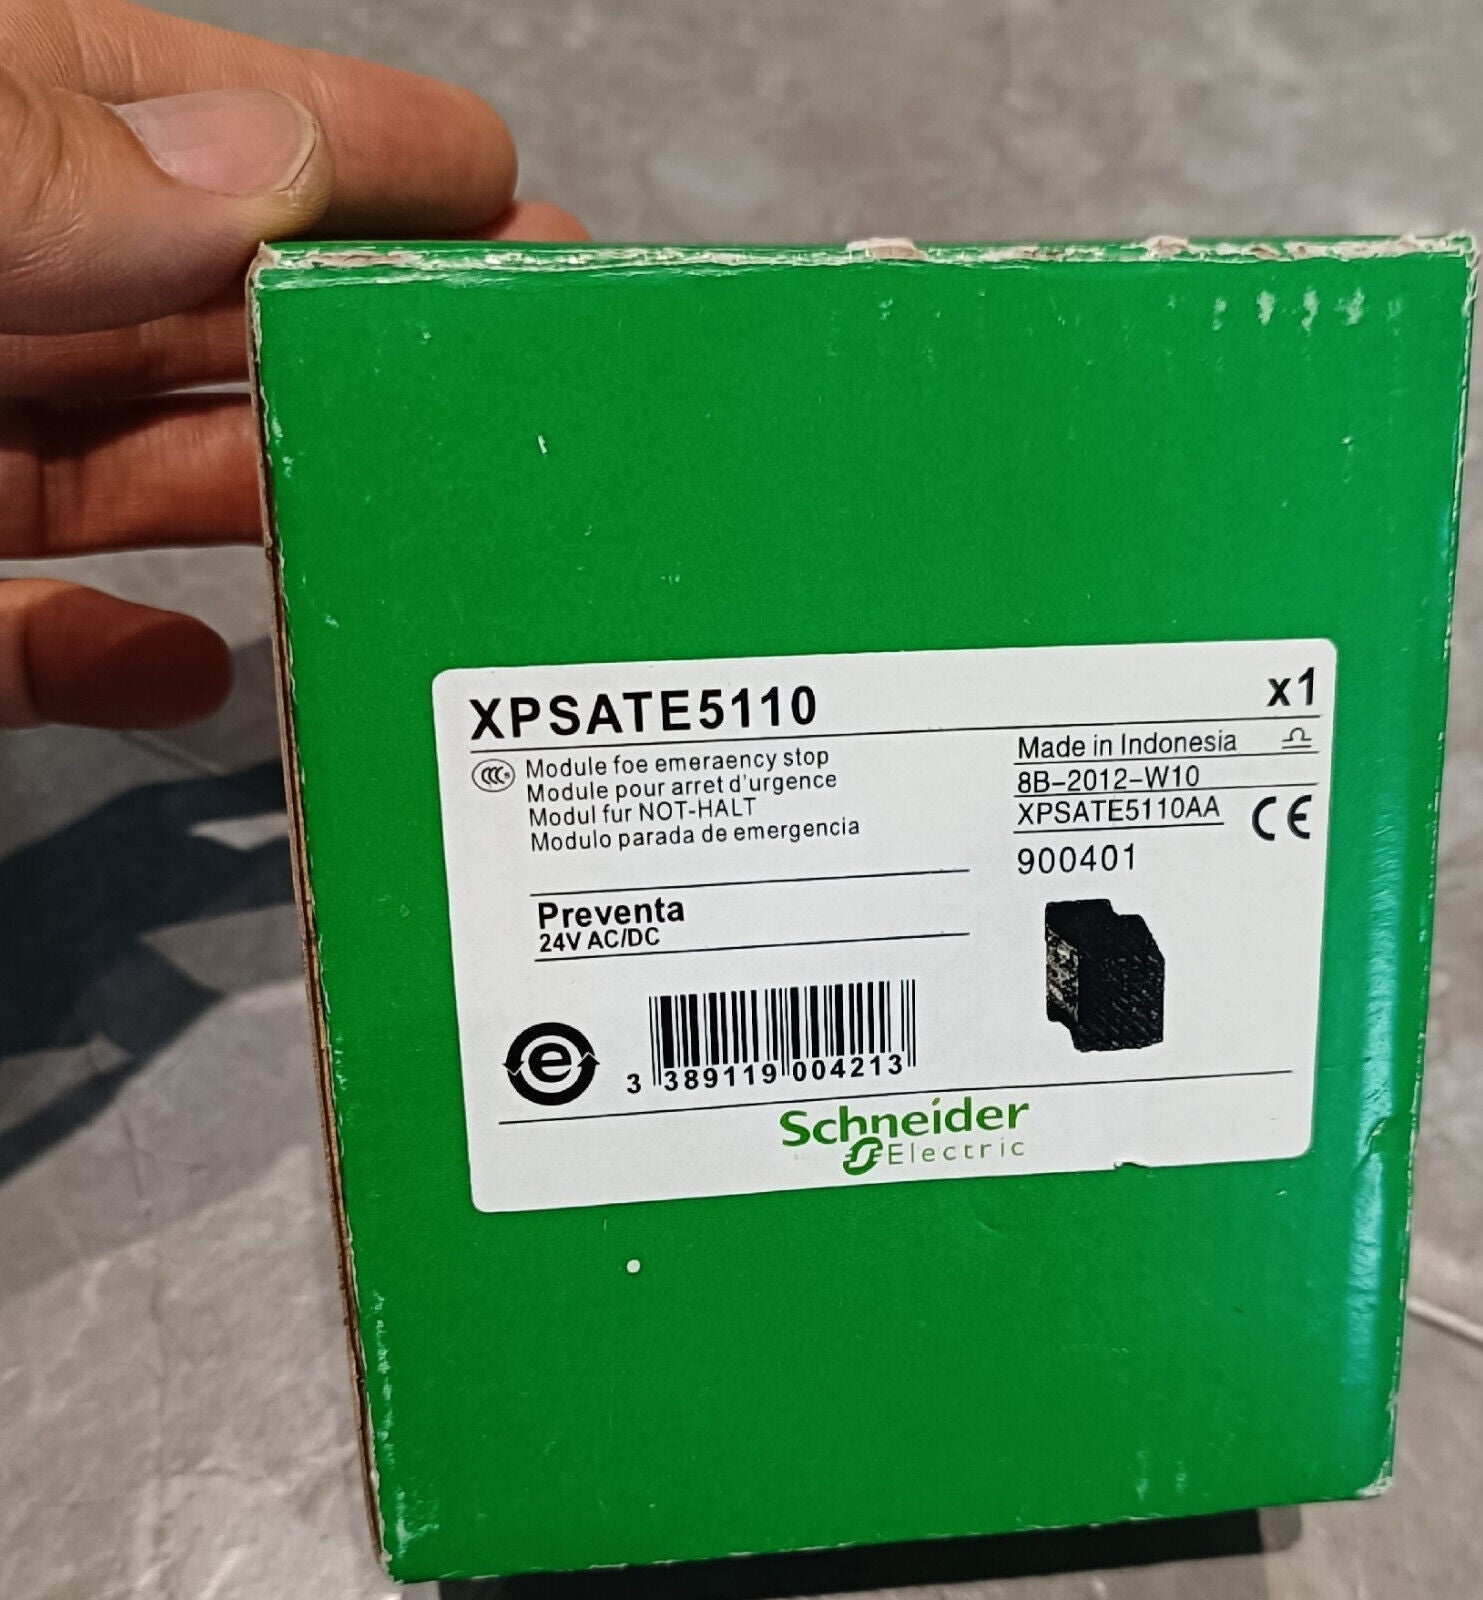 XPSATE5110
x1
CCC
Module foe emeraency stop
Module pour arret d'urgence
Modul fur NOT-HALT
Modulo parada de emergencia
Made in Indonesia
8B-2012-W10
XPSATE5110AA
CE
900401
Preventa
24V AC/DC
e
3 389119 004213
Schneider
Electric